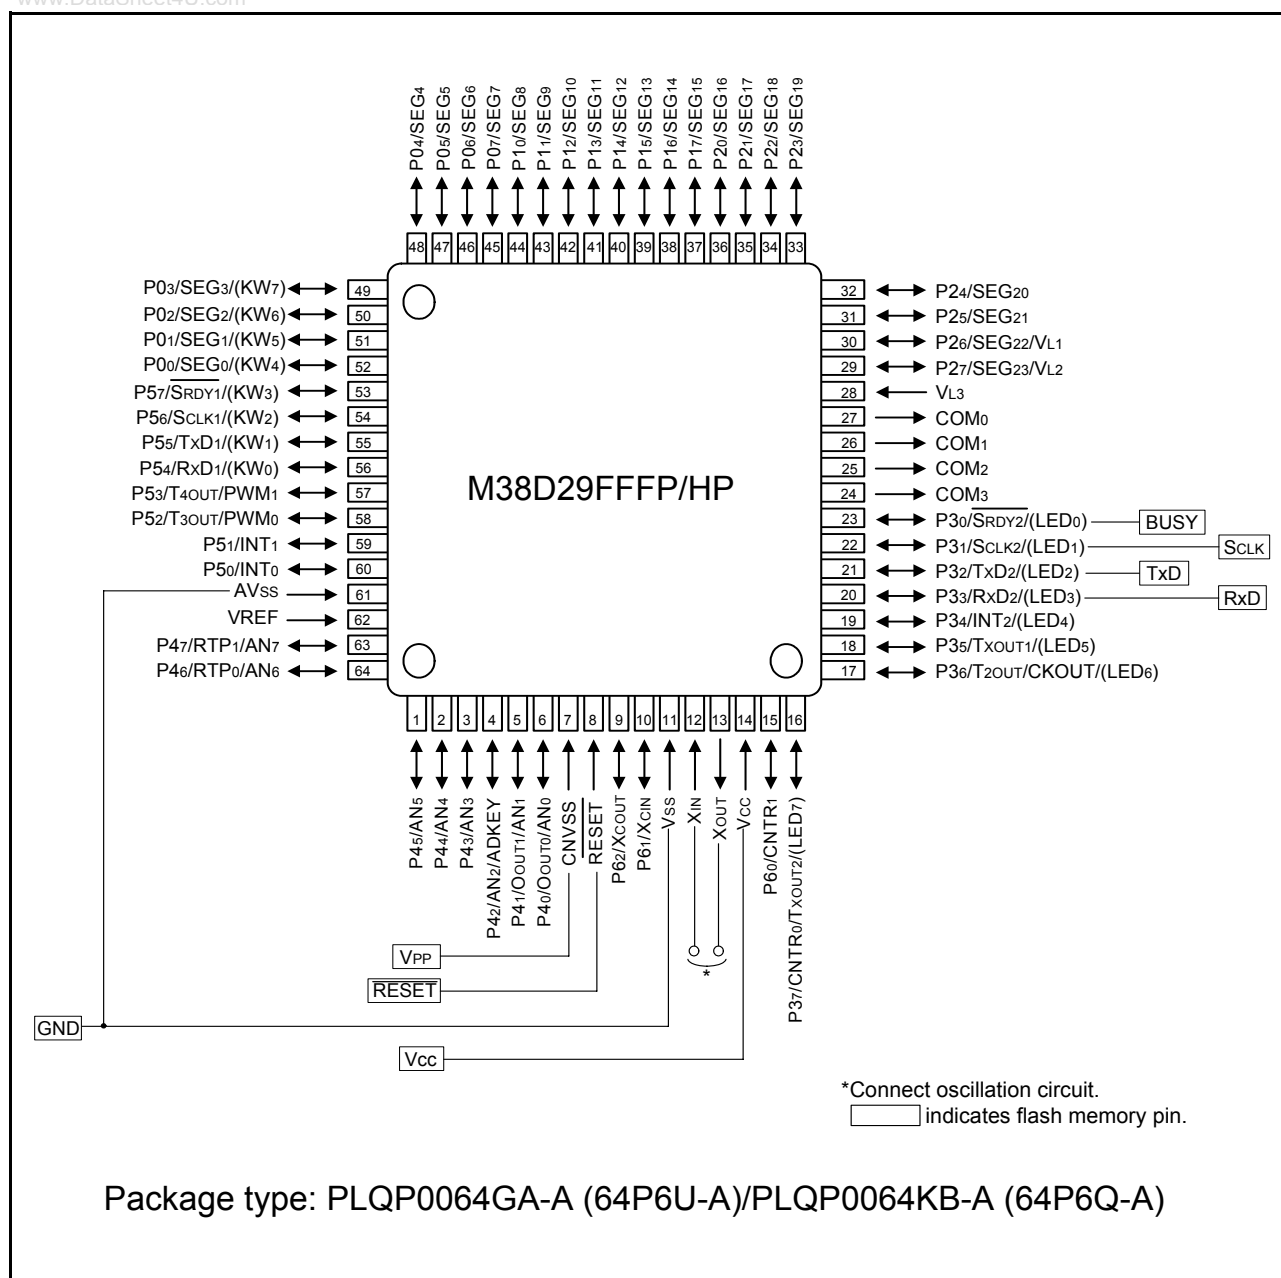 www.DataSheet4U.com
P04/SEG4
P05/SEG5
P06/SEG6
P07/SEG7
P10/SEG8
P11/SEG9
P12/SEG10
P13/SEG11
P14/SEG12
P15/SEG13
P16/SEG14
P17/SEG15
P20/SEG16
P21/SEG17
P22/SEG18
P23/SEG19
48 47 46 45 44 43 42 41 40 39 38 37 36 35 34 33
P03/SEG3/(KW7) 49
P02/SEG2/(KW6) 50
P01/SEG1/(KW5) 51
P00/SEG0/(KW4) 52
P57/SRDY1/(KW3) 53
P56/SCLK1/(KW2) 54
P55/TxD1/(KW1) 55
P54/RxD1/(KW0) 56
P53/T4OUT/PWM1 57
P52/T3OUT/PWM0 58
P51/INT1 59
P50/INT0 60
AVSS 61
VREF 62
P47/RTP1/AN7 63
P46/RTP0/AN6 64
M38D29FFFP/HP
32 P24/SEG20
31 P25/SEG21
30 P26/SEG22/VL1
29 P27/SEG23/VL2
28 VL3
27 COM0
26 COM1
25 COM2
24 COM3
23 P30/SRDY2/(LED0) BUSY
22 P31/SCLK2/(LED1) SCLK
21 P32/TxD2/(LED2) TxD
20 P33/RxD2/(LED3) RxD
19 P34/INT2/(LED4)
18 P35/TXOUT1/(LED5)
17 P36/T2OUT/CKOUT/(LED6)
1 2 3 4 5 6 7 8 9 10 11 12 13 14 15 16
P45/AN5
P44/AN4
P43/AN3
P42/AN2/ADKEY
P41/OOUT1/AN1
P40/OOUT0/AN0
CNVSS
RESET
P62/XCOUT
P61/XCIN
VSS
XIN
XOUT
VCC
P60/CNTR1
P37/CNTR0/TXOUT2/(LED7)
VPP
*
RESET
GND
Vcc
*Connect oscillation circuit.
indicates flash memory pin.
Package type: PLQP0064GA-A (64P6U-A)/PLQP0064KB-A (64P6Q-A)